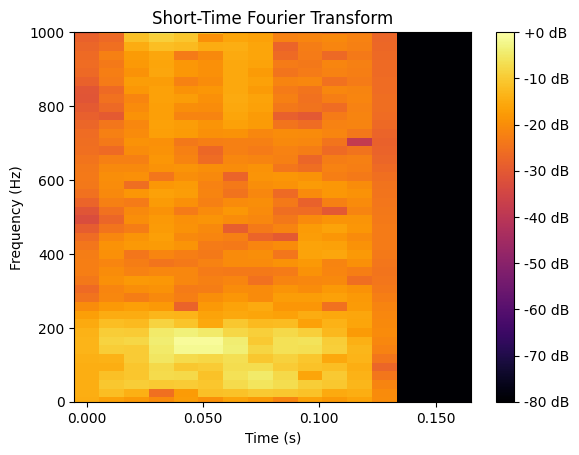 Short-Time Fourier Transform
1000
800
600
400
200
0
Frequency (Hz)
0.000
0.050
0.100
0.150
Time (s)
+0 dB
-10 dB
-20 dB
-30 dB
-40 dB
-50 dB
-60 dB
-70 dB
-80 dB